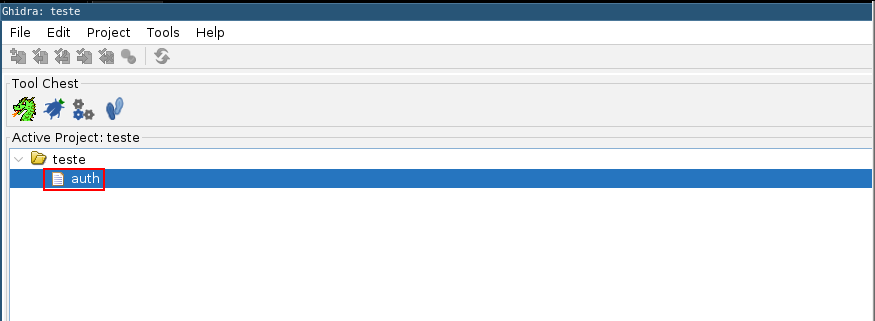 Ghidra: teste
File Edit Project Tools Help
Tool Chest
Active Project: teste
teste
auth